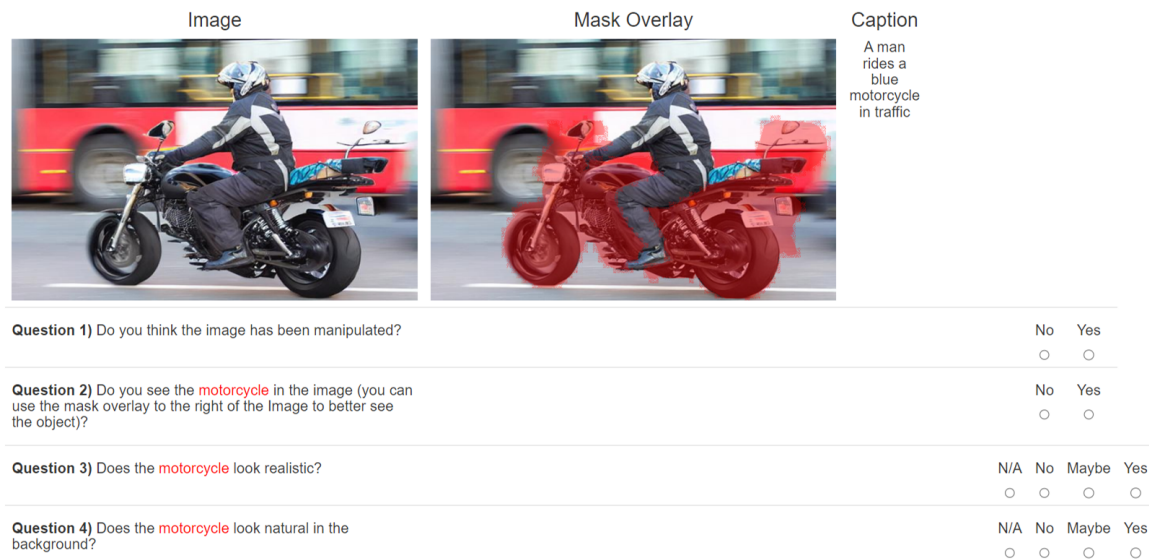 Image
Mask Overlay
Caption
A man
rides a
blue
motorcycle
in traffic
Question 1) Do you think the image has been manipulated?
No Yes
Question 2) Do you see the motorcycle in the image (you can
use the mask overlay to the right of the Image to better see
the object)?
No Yes
Question 3) Does the motorcycle look realistic?
N/A No Maybe Yes
Question 4) Does the motorcycle look natural in the
background?
N/A No Maybe Yes